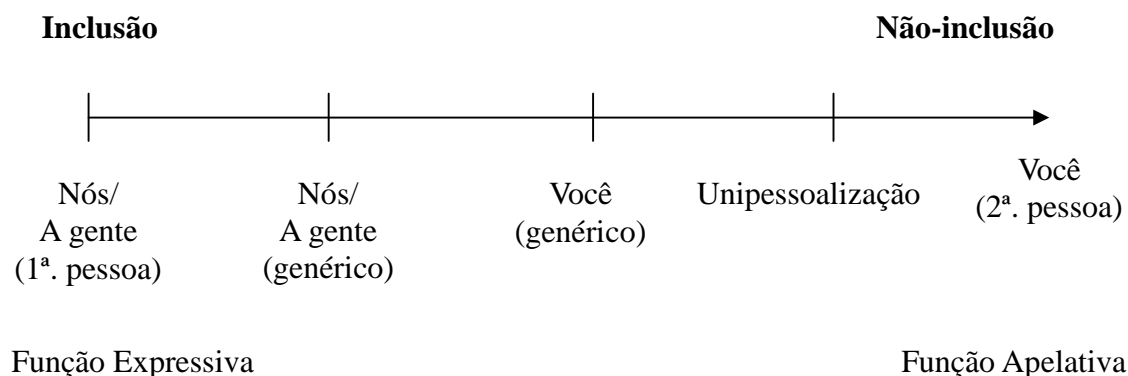 Inclusão
Não-inclusão
Nós/
A gente
(1ª. pessoa)
Nós/
A gente
(genérico)
Você
(genérico)
Unipessoalização
Você
(2ª. pessoa)
Função Expressiva
Função Apelativa